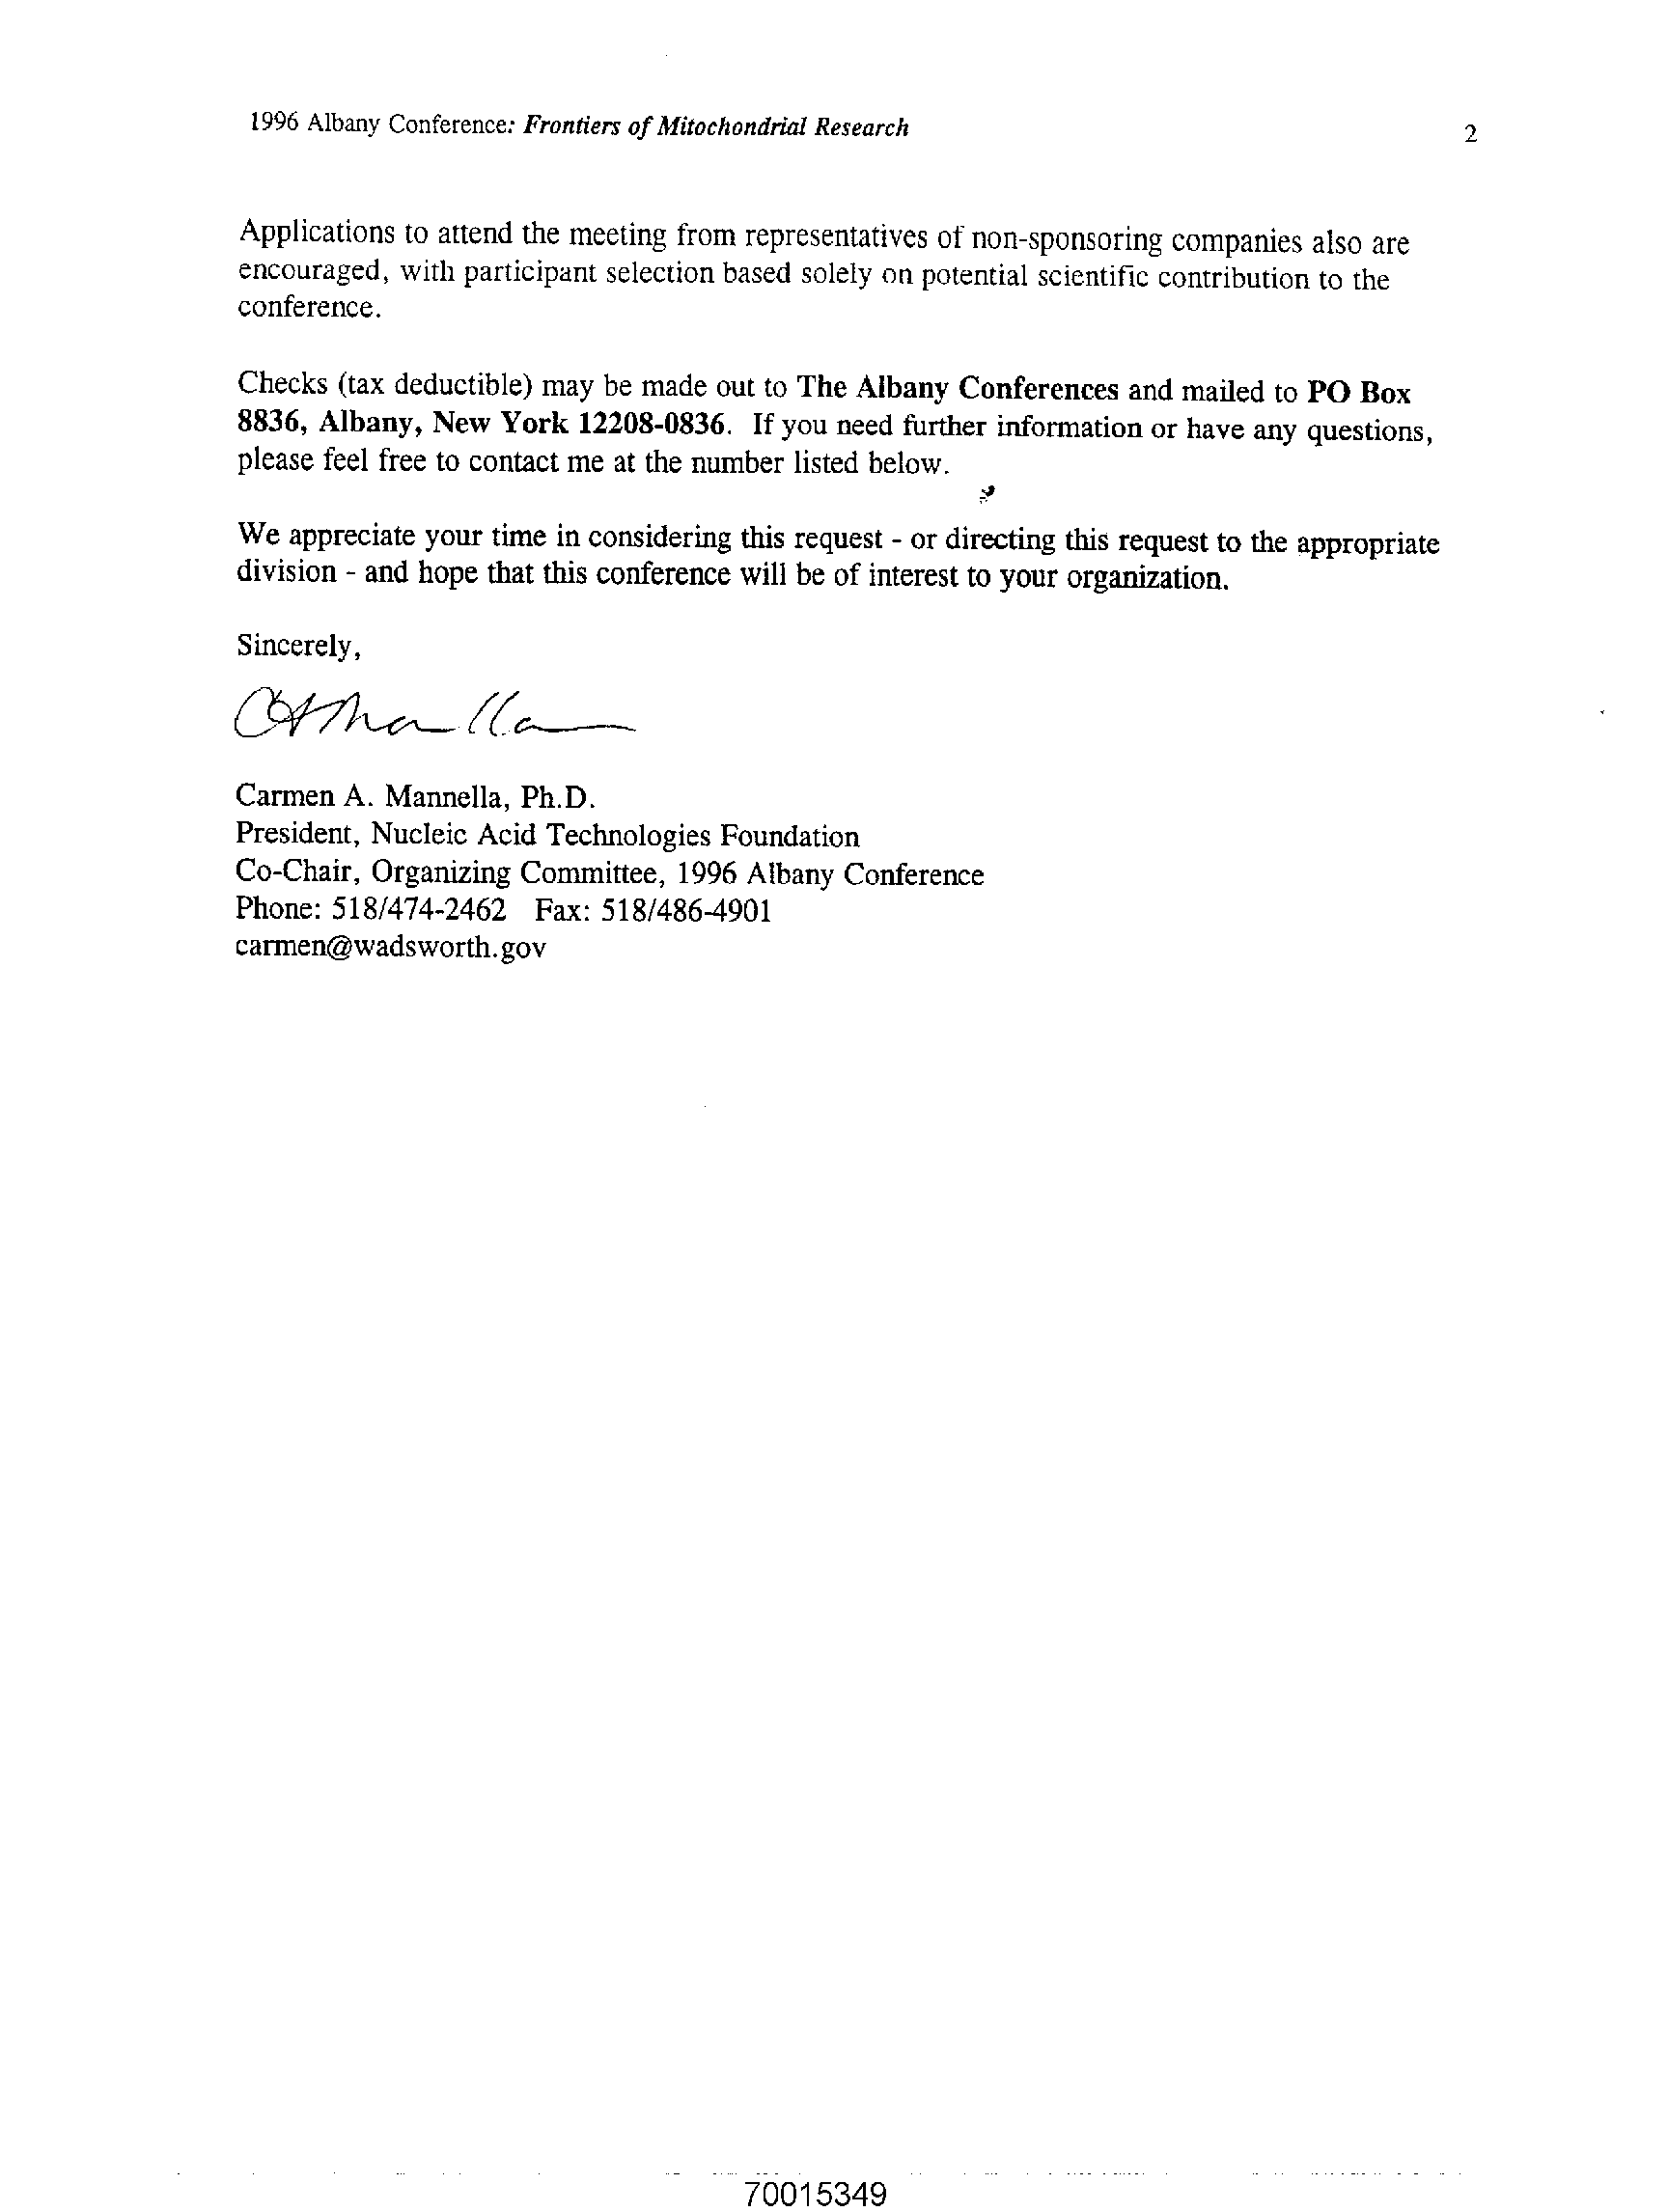 1996 Albany Conference: Frontiers of Mitochondrial Research 2
Applications to attend the meeting from representatives of non-sponsoring companies also are
encouraged, with participant selection based solely on potential scientific contribution to the
conference.
Checks (tax deductible) may be made out to The Albany Conferences and mailed to PO Box
8836, Albany, New York 12208-0836. If you need further information or have any questions,
please feel free to contact me at the number listed below.
We appreciate your time in considering this request - or directing this request to the appropriate
division - and hope that this conference will be of interest to your organization.
Sincerely,
Carmen A. Mannella, Ph.D.
President, Nucleic Acid Technologies Foundation
Co-Chair, Organizing Committee, 1996 Albany Conference
Phone: 518/474-2462 Fax: 518/486-4901
carmen@wadsworth.gov
70015349